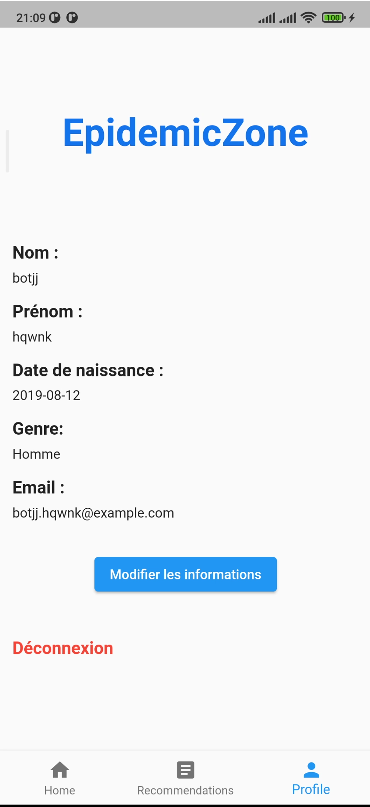 21:09
100
EpidemicZone
Nom :
botjj
Prénom :
hqwnk
Date de naissance :
2019-08-12
Genre:
Homme
Email :
botjj.hqwnk@example.com
Modifier les informations
Déconnexion
Home
Recommendations
Profile